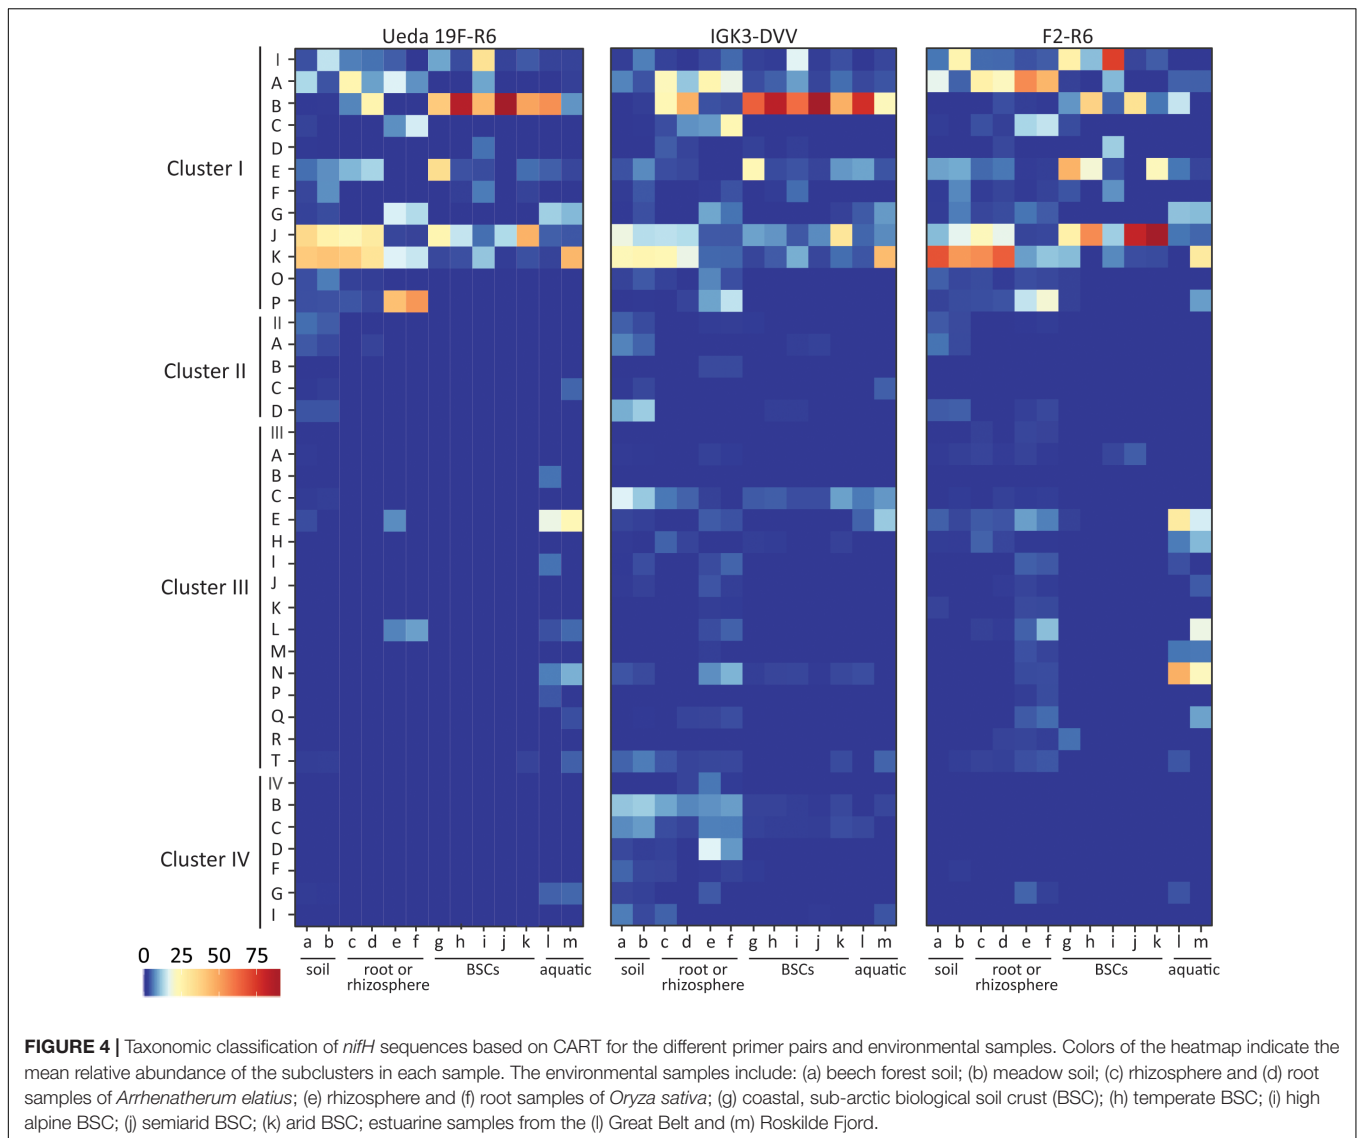 Ueda 19F-R6 IGK3-DVV F2-R6
Cluster I
I
A
B
C
D
E
F
G
J
K
O
P
Cluster II
II
A
B
C
D
Cluster III
III
A
B
C
E
H
I
J
K
L
M
N
P
Q
R
T
Cluster IV
IV
B
C
D
F
G
I
a b c d e f g h i j k l m a b c d e f g h i j k l m a b c d e f g h i j k l m
soil root or rhizosphere BSCs aquatic soil root or rhizosphere BSCs aquatic soil root or rhizosphere BSCs aquatic
0 25 50 75
FIGURE 4 | Taxonomic classification of nifH sequences based on CART for the different primer pairs and environmental samples. Colors of the heatmap indicate the
mean relative abundance of the subclusters in each sample. The environmental samples include: (a) beech forest soil; (b) meadow soil; (c) rhizosphere and (d) root
samples of Arrhenatherum elatius; (e) rhizosphere and (f) root samples of Oryza sativa; (g) coastal, sub-arctic biological soil crust (BSC); (h) temperate BSC; (i) high
alpine BSC; (j) semiarid BSC; (k) arid BSC; estuarine samples from the (l) Great Belt and (m) Roskilde Fjord.